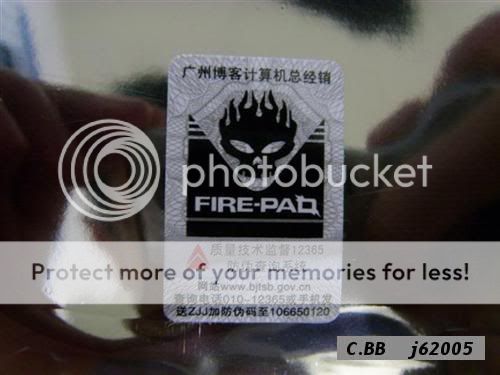 广州博客计算机总经销
photobucket
FIRE-PAD
质量技术监督12365
防伪查询系统
Protect more of your memories for less!
网站www.bjtsb.gov.cn
查询电话010-12365或手机发
送ZJJ加防伪码至106650120
C.BB j62005